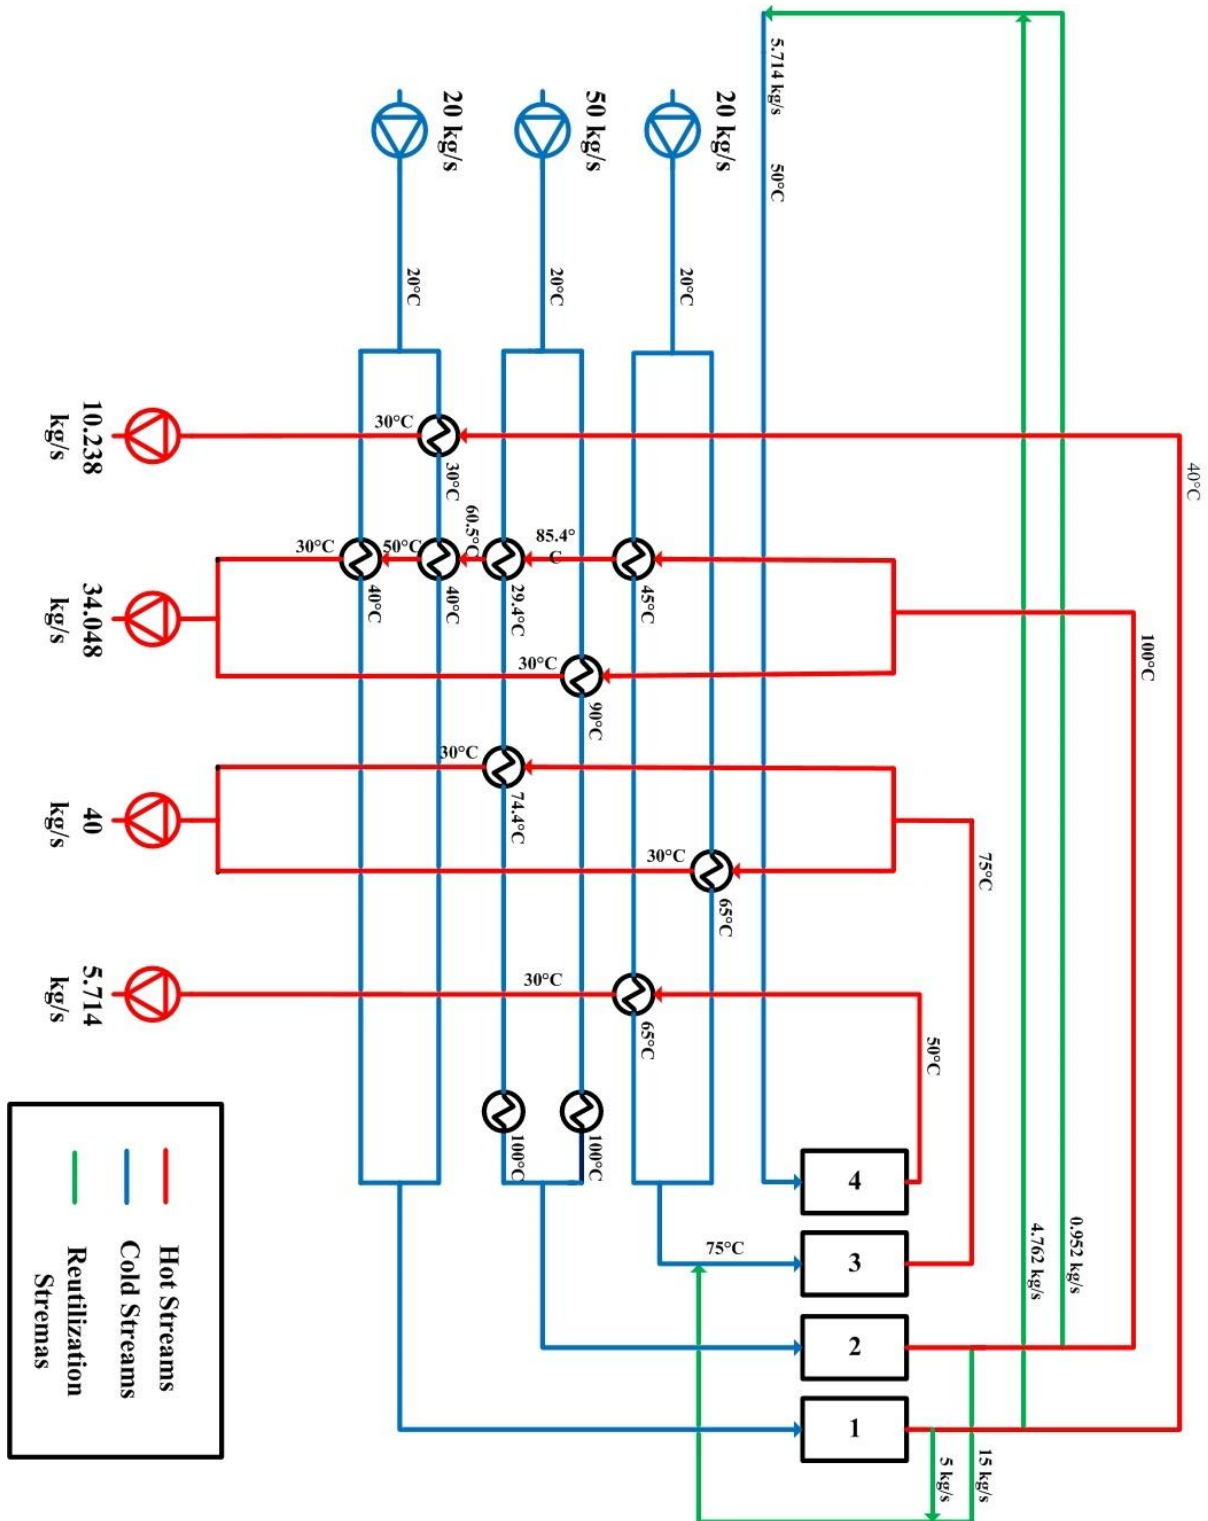 5.714 kg/s
50°C
20 kg/s
50 kg/s
20 kg/s
20°C
20°C
20°C
40°C
30°C
30°C
10.238
kg/s
100°C
85.4°
C
45°C
60.5°C
29.4°C
50°C
40°C
30°C
40°C
34.048
kg/s
30°C
90°C
75°C
30°C
74.4°C
30°C
65°C
40
kg/s
50°C
30°C
65°C
5.714
kg/s
100°C
100°C
4
3
2
1
75°C
0.952 kg/s
4.762 kg/s
15 kg/s
5 kg/s
Hot Streams
Cold Streams
Reutilization
Stremas